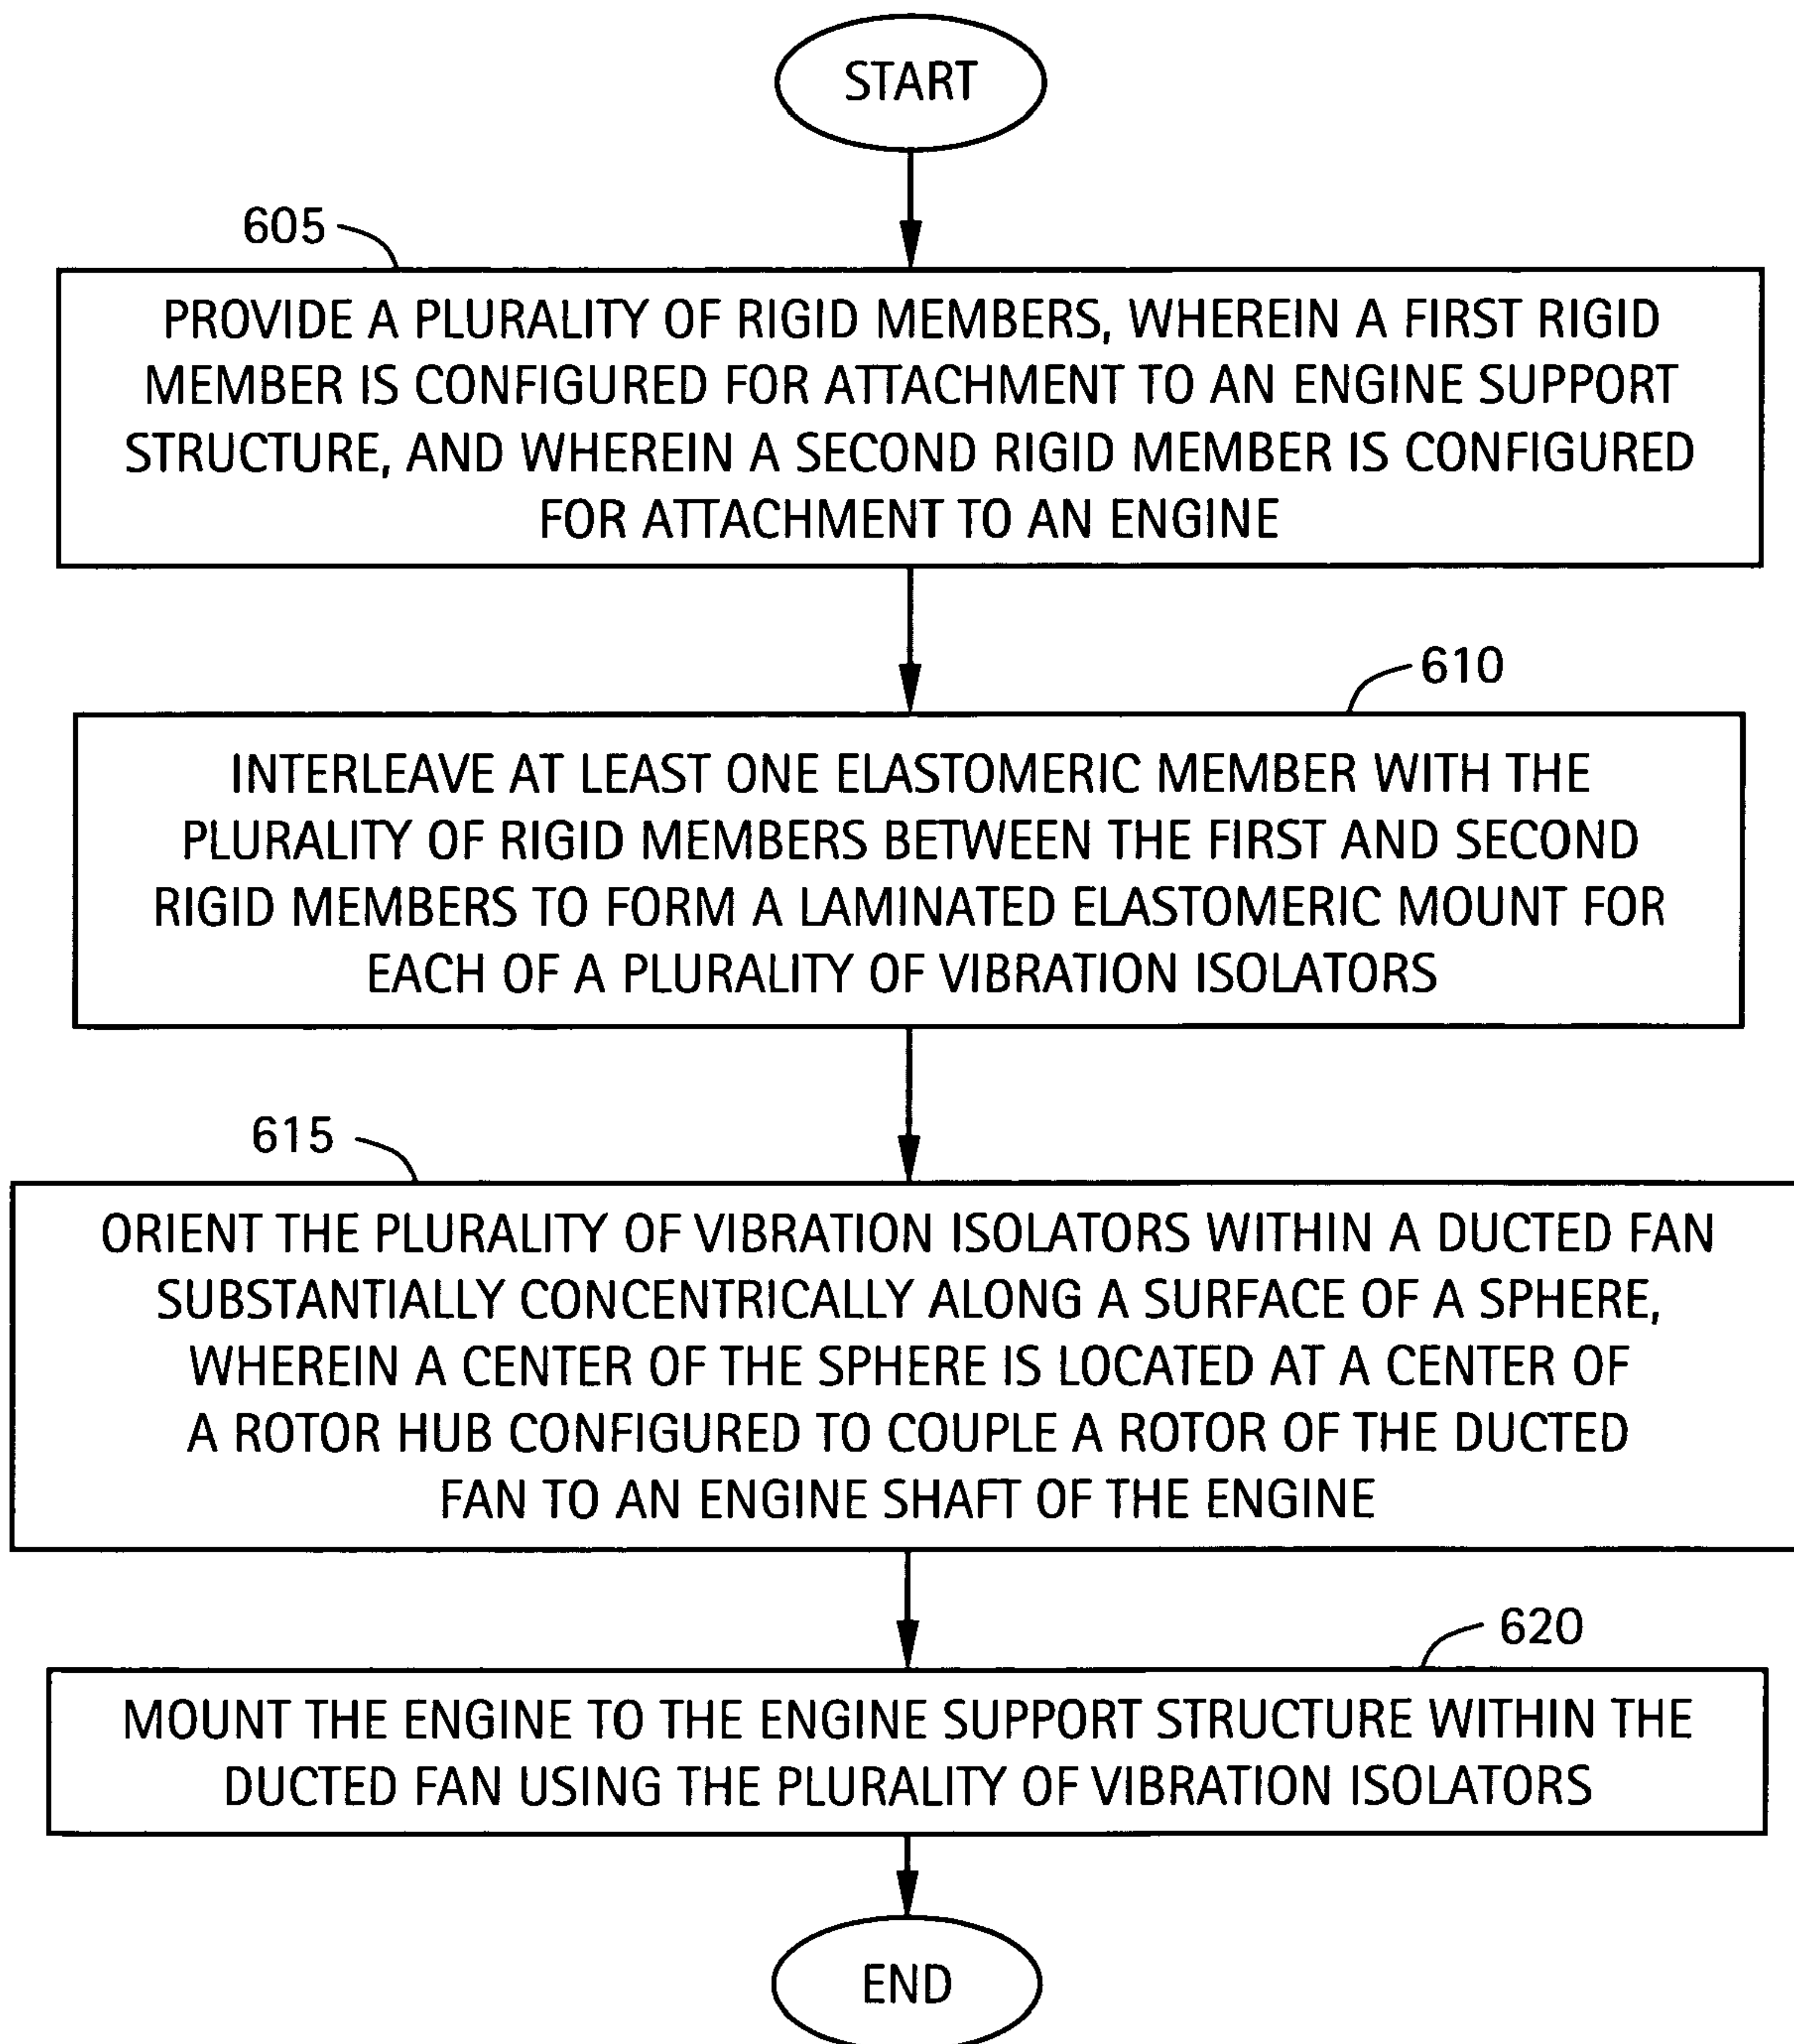 START
605
PROVIDE A PLURALITY OF RIGID MEMBERS, WHEREIN A FIRST RIGID
MEMBER IS CONFIGURED FOR ATTACHMENT TO AN ENGINE SUPPORT
STRUCTURE, AND WHEREIN A SECOND RIGID MEMBER IS CONFIGURED
FOR ATTACHMENT TO AN ENGINE
610
INTERLEAVE AT LEAST ONE ELASTOMERIC MEMBER WITH THE
PLURALITY OF RIGID MEMBERS BETWEEN THE FIRST AND SECOND
RIGID MEMBERS TO FORM A LAMINATED ELASTOMERIC MOUNT FOR
EACH OF A PLURALITY OF VIBRATION ISOLATORS
615
ORIENT THE PLURALITY OF VIBRATION ISOLATORS WITHIN A DUCTED FAN
SUBSTANTIALLY CONCENTRICALLY ALONG A SURFACE OF A SPHERE,
WHEREIN A CENTER OF THE SPHERE IS LOCATED AT A CENTER OF
A ROTOR HUB CONFIGURED TO COUPLE A ROTOR OF THE DUCTED
FAN TO AN ENGINE SHAFT OF THE ENGINE
620
MOUNT THE ENGINE TO THE ENGINE SUPPORT STRUCTURE WITHIN THE
DUCTED FAN USING THE PLURALITY OF VIBRATION ISOLATORS
END